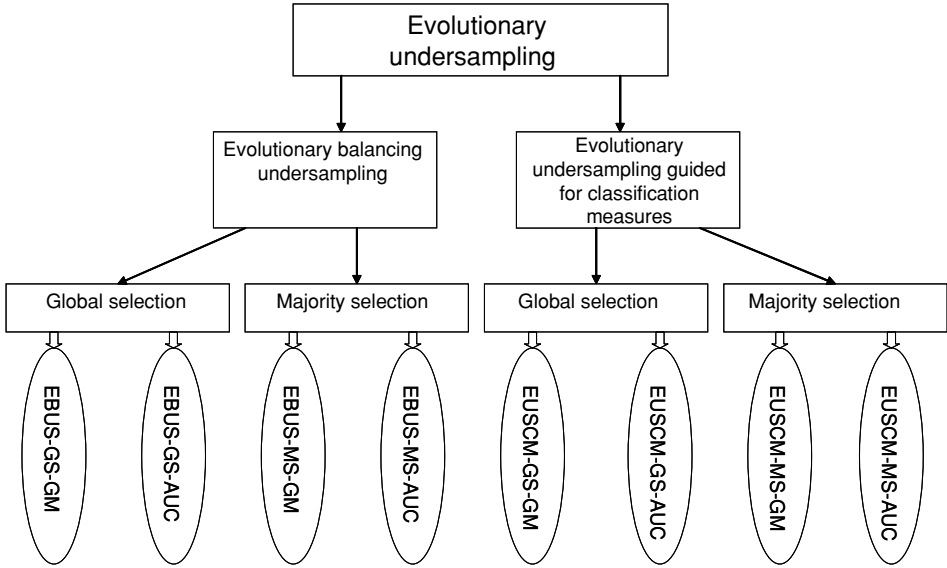 Evolutionary
undersampling
Evolutionary balancing
undersampling
Evolutionary
undersampling guided
for classification
measures
Global selection
Majority selection
Global selection
Majority selection
EBUS-GS-GM
EBUS-GS-AUC
EBUS-MS-GM
EBUS-MS-AUC
EUSCM-GS-GM
EUSCM-GS-AUC
EUSCM-MS-GM
EUSCM-MS-AUC